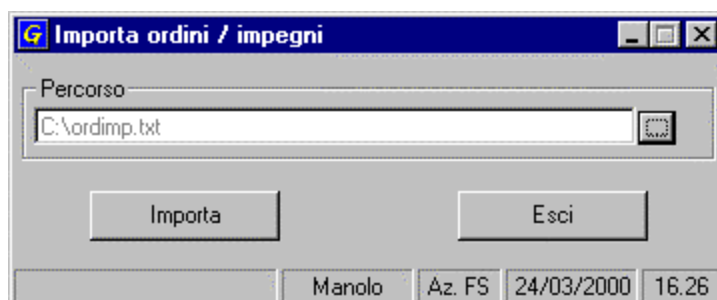 G Importa ordini / impegni
Percorso
C:\ordimp.txt
Importa Esci
Manolo Az. FS 24/03/2000 16.26